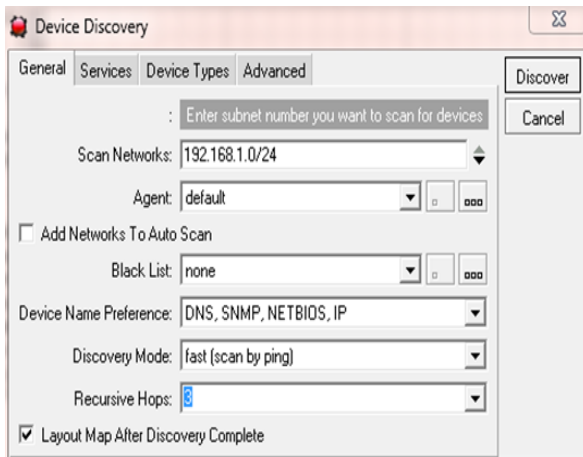 Device Discovery
General Services Device Types Advanced
Discover
Cancel
: Enter subnet number you want to scan for devices
Scan Networks: 192.168.1.0/24
Agent: default
Add Networks To Auto Scan
Black List: none
Device Name Preference: DNS, SNMP, NETBIOS, IP
Discovery Mode: fast (scan by ping)
Recursive Hops: 3
Layout Map After Discovery Complete